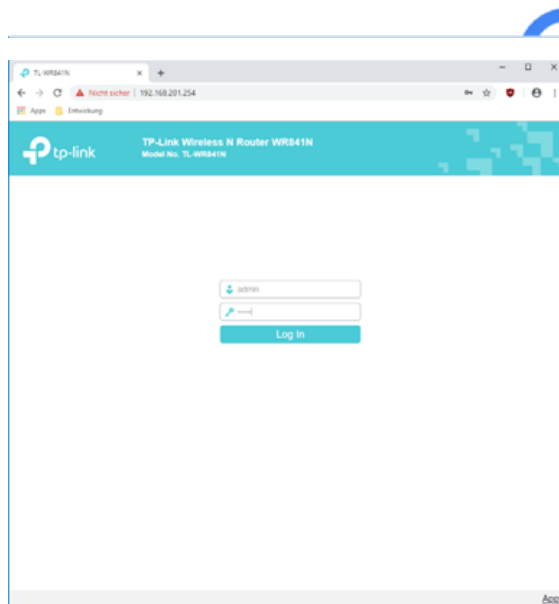 TL-WR841N
Nicht sicher | 192.168.201.254
Apps Entwicklung
tp-link
TP-Link Wireless N Router WR841N
Model No. TL-WR841N
admin
Log In
App